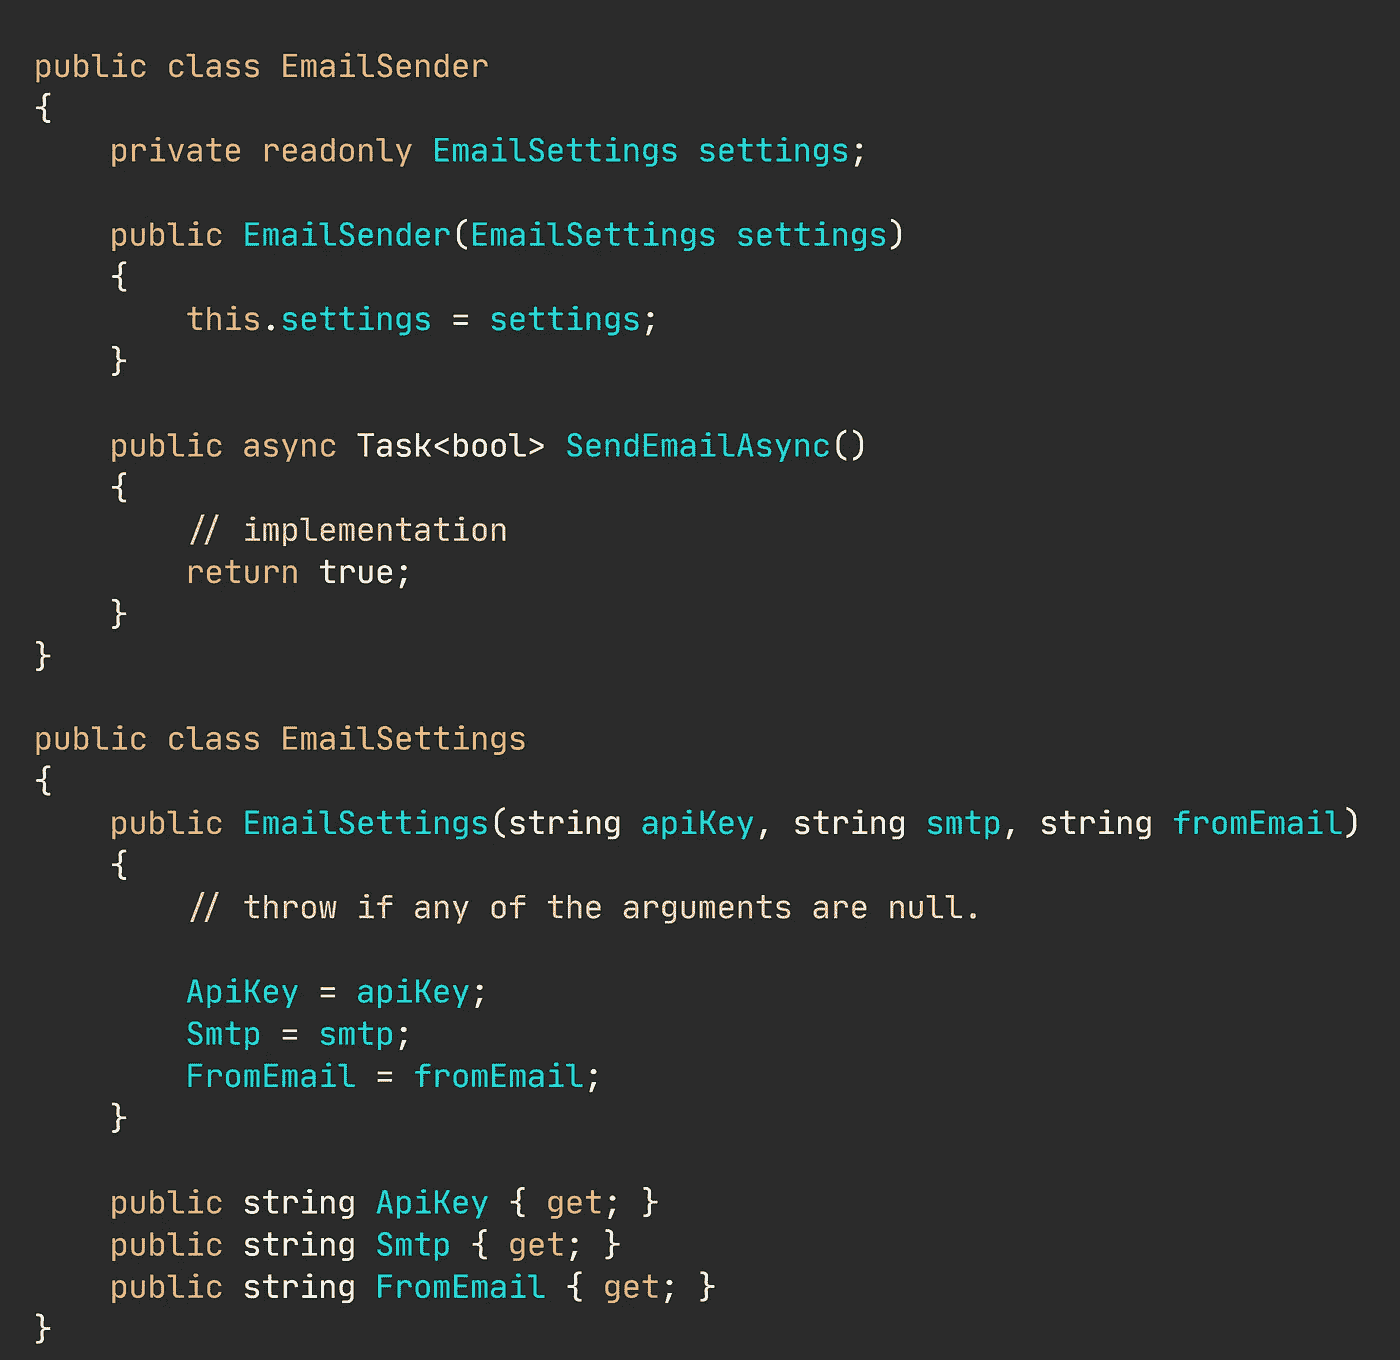 public class EmailSender
{
    private readonly EmailSettings settings;

    public EmailSender(EmailSettings settings)
    {
        this.settings = settings;
    }

    public async Task<bool> SendEmailAsync()
    {
        // implementation
        return true;
    }
}

public class EmailSettings
{
    public EmailSettings(string apiKey, string smtp, string fromEmail)
    {
        // throw if any of the arguments are null.

        ApiKey = apiKey;
        Smtp = smtp;
        FromEmail = fromEmail;
    }

    public string ApiKey { get; }
    public string Smtp { get; }
    public string FromEmail { get; }
}